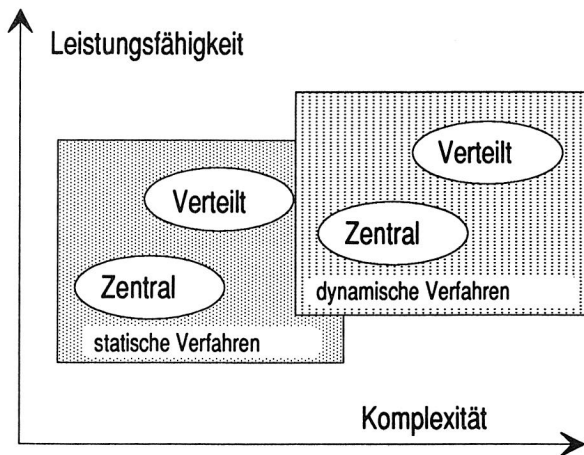 Leistungsfähigkeit
Verteilt
Verteilt
Zentral
Zentral
dynamische Verfahren
statische Verfahren
Komplexität